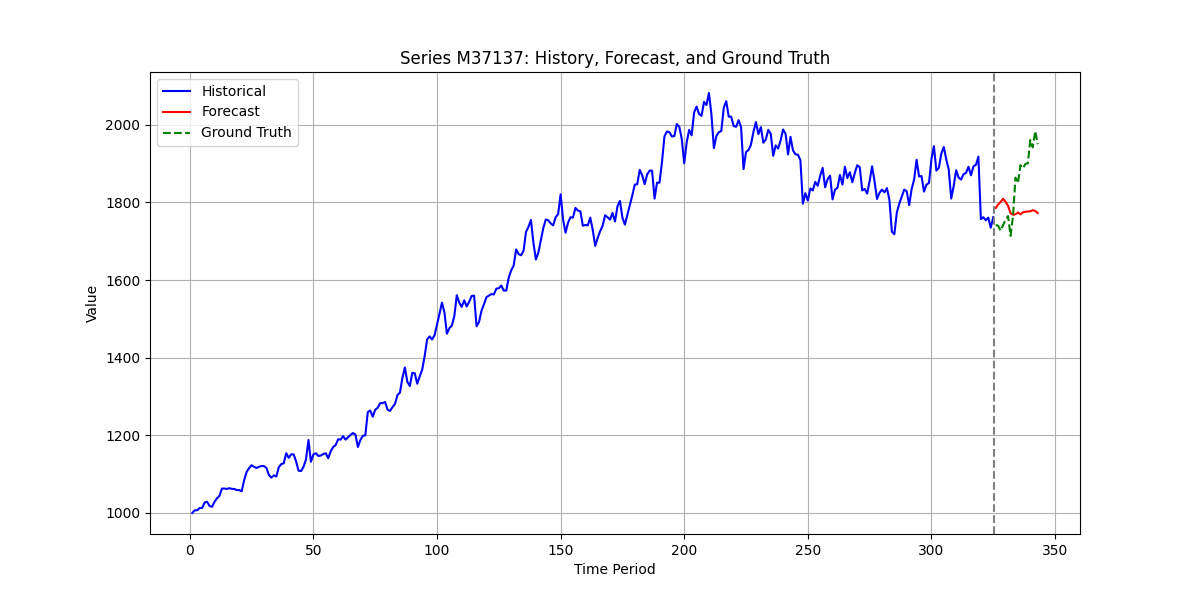 Series M37137: History, Forecast, and Ground Truth
Historical
Forecast
Ground Truth
2000
1800
1600
1400
1200
1000
Value
0 50 100 150 200 250 300 350
Time Period